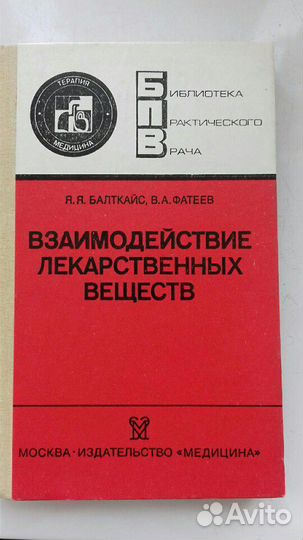 ТЕРАПИЯ
МЕДИЦИНА
БИБЛИОТЕКА
ПРАКТИЧЕСКОГО
ВРАЧА
Я. Я. БАЛТКАЙС, В. А. ФАТЕЕВ
ВЗАИМОДЕЙСТВИЕ
ЛЕКАРСТВЕННЫХ
ВЕЩЕСТВ
МОСКВА · ИЗДАТЕЛЬСТВО «МЕДИЦИНА»
Avito